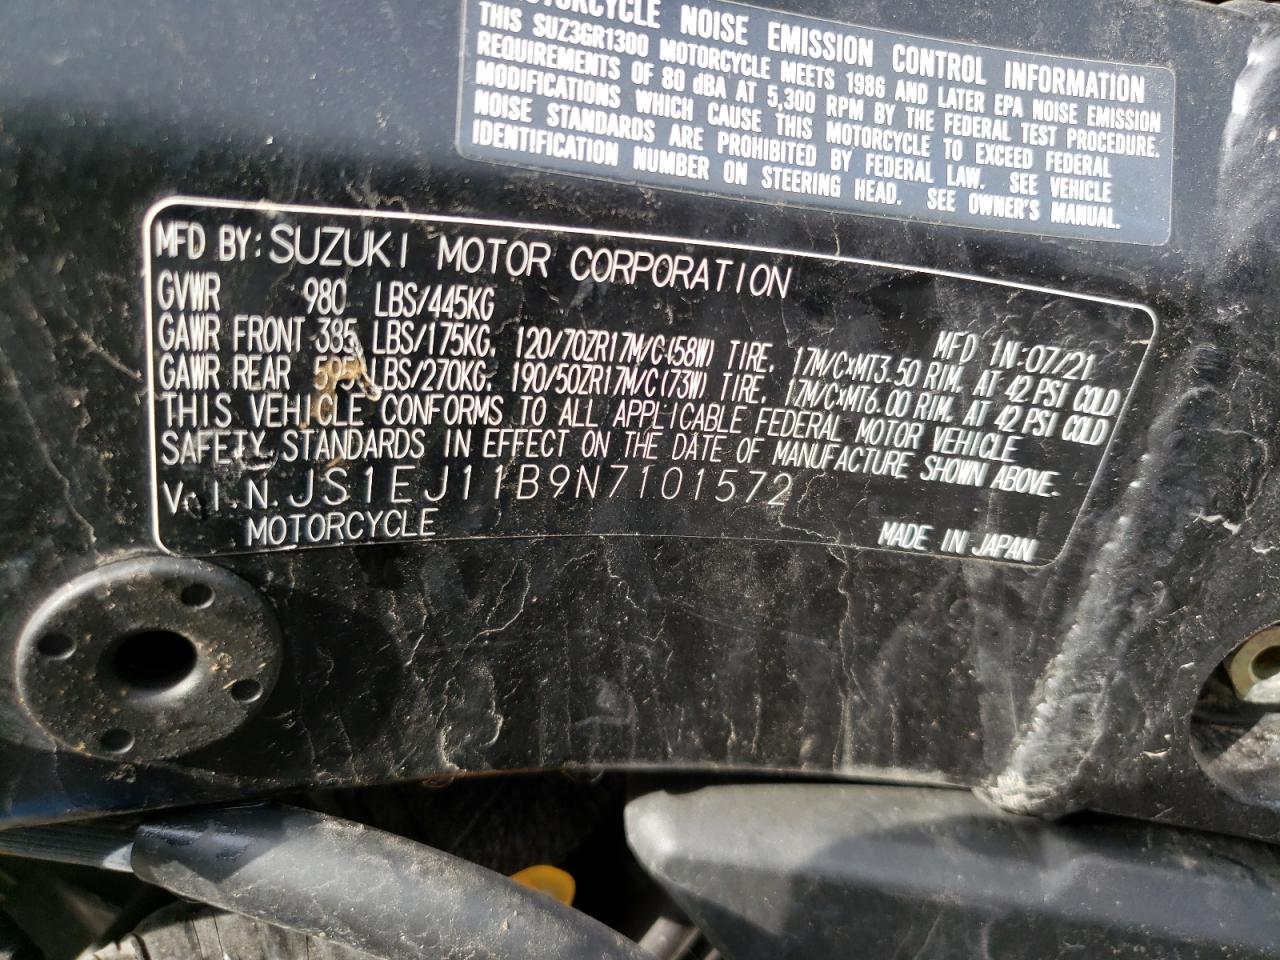 MOTORCYCLE NOISE EMISSION CONTROL INFORMATION
THIS SUZ3GR1300 MOTORCYCLE MEETS 1986 AND LATER EPA NOISE EMISSION
REQUIREMENTS OF 80 dBA AT 5,300 RPM BY THE FEDERAL TEST PROCEDURE.
MODIFICATIONS WHICH CAUSE THIS MOTORCYCLE TO EXCEED FEDERAL
NOISE STANDARDS ARE PROHIBITED BY FEDERAL LAW. SEE VEHICLE
IDENTIFICATION NUMBER ON STEERING HEAD. SEE OWNER'S MANUAL.
MFD BY: SUZUKI MOTOR CORPORATION
GVWR 980 LBS/445KG MFD IN:07/21
GAWR FRONT 385 LBS/175KG. 120/70ZR17M/C(58W) TIRE, 17M/CxMT3.50 RIM, AT 42 PSI COLD
GAWR REAR 595 LBS/270KG. 190/50ZR17M/C(73W) TIRE, 17M/CxMT6.00 RIM, AT 42 PSI COLD
THIS VEHICLE CONFORMS TO ALL APPLICABLE FEDERAL MOTOR VEHICLE
SAFETY STANDARDS IN EFFECT ON THE DATE OF MANUFACTURE SHOWN ABOVE.
V.I.N. JS1EJ11B9N7101572
MOTORCYCLE MADE IN JAPAN